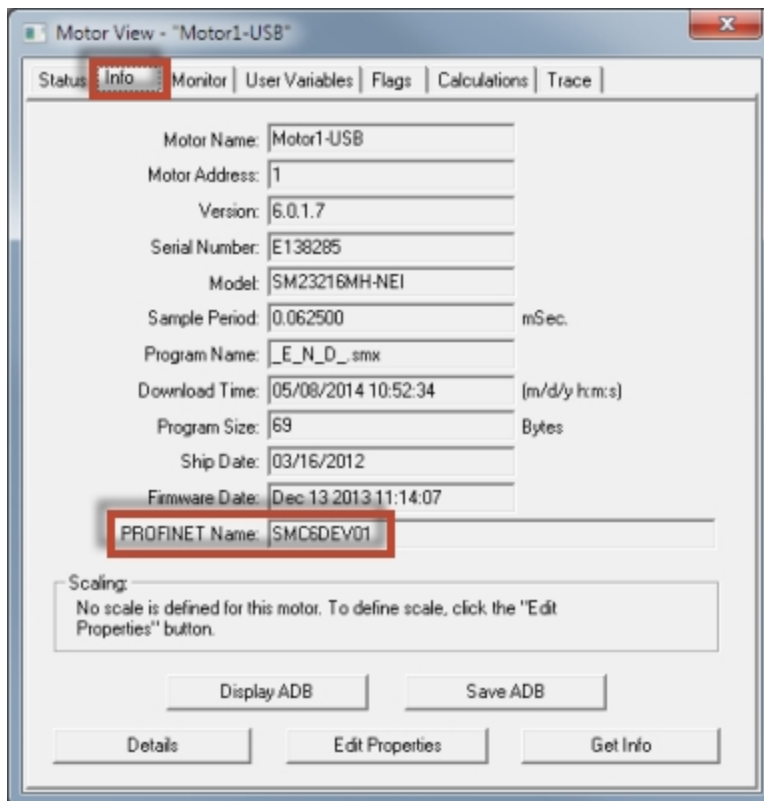 Motor View - "Motor1-USB"
Status Info Monitor User Variables Flags Calculations Trace
Motor Name: Motor1-USB
Motor Address: 1
Version: 6.0.1.7
Serial Number: E138285
Model: SM23216MH-NEI
Sample Period: 0.062500 mSec.
Program Name: _E_N_D_.smx
Download Time: 05/08/2014 10:52:34 (m/d/y h:m:s)
Program Size: 69 Bytes
Ship Date: 03/16/2012
Firmware Date: Dec 13 2013 11:14:07
PROFINET Name: SMC6DEV01
Scaling:
No scale is defined for this motor. To define scale, click the "Edit
Properties" button.
Display ADB Save ADB
Details Edit Properties Get Info